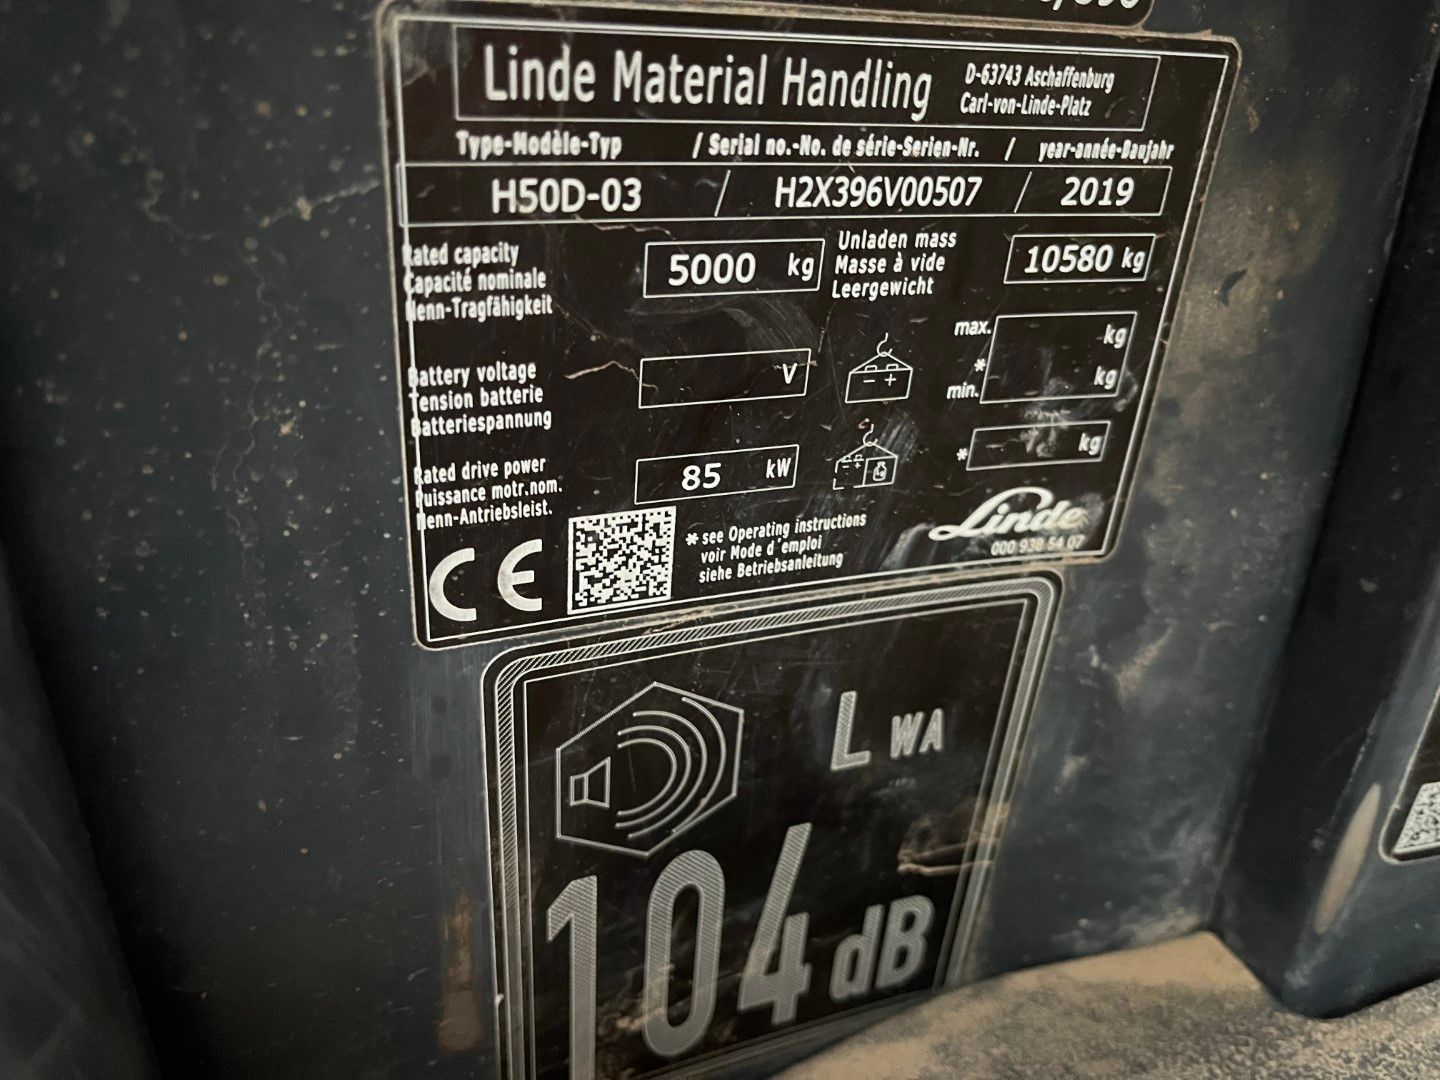 Linde Material Handling
D-63743 Aschaffenburg
Carl-von-Linde-Platz
Type-Modèle-Typ / Serial no.-No. de série-Serien-Nr. / year-année-Baujahr
H50D-03 / H2X396V00507 / 2019
Rated capacity
Capacité nominale
Nenn-Tragfähigkeit
5000 kg
Unladen mass
Masse à vide
Leergewicht
10580 kg
Battery voltage
Tension batterie
Batteriespannung
V
- +
max. kg
*
min. kg
Rated drive power
Puissance motr.nom.
Nenn-Antriebsleist.
85 kW
- +
* kg
CE
* see Operating instructions
voir Mode d'emploi
siehe Betriebsanleitung
Linde
000 938 54 07
L WA
104 dB